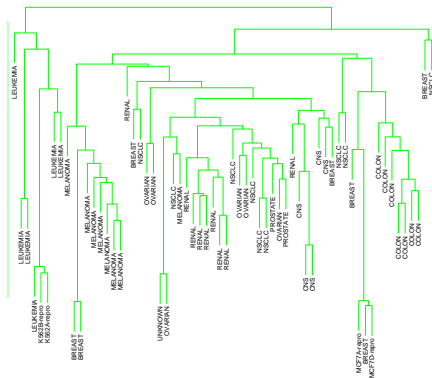 LEUKEMIA
LEUKEMIA
LEUKEMIA
LEUKEMIA
K562B-repro
K562A-repro
LEUKEMIA
LEUKEMIA
MELANOMA
BREAST
BREAST
MELANOMA
MELANOMA
MELANOMA
MELANOMA
MELANOMA
MELANOMA
RENAL
BREAST
NSCLC
OVARIAN
OVARIAN
UNKNOWN
OVARIAN
NSCLC
MELANOMA
RENAL
RENAL
RENAL
RENAL
RENAL
RENAL
RENAL
NSCLC
OVARIAN
OVARIAN
NSCLC
NSCLC
NSCLC
PROSTATE
OVARIAN
PROSTATE
RENAL
CNS
CNS
CNS
CNS
BREAST
NSCLC
NSCLC
BREAST
MCF7A-repro
BREAST
MCF7D-repro
COLON
COLON
COLON
COLON
COLON
COLON
COLON
BREAST
NSCLC